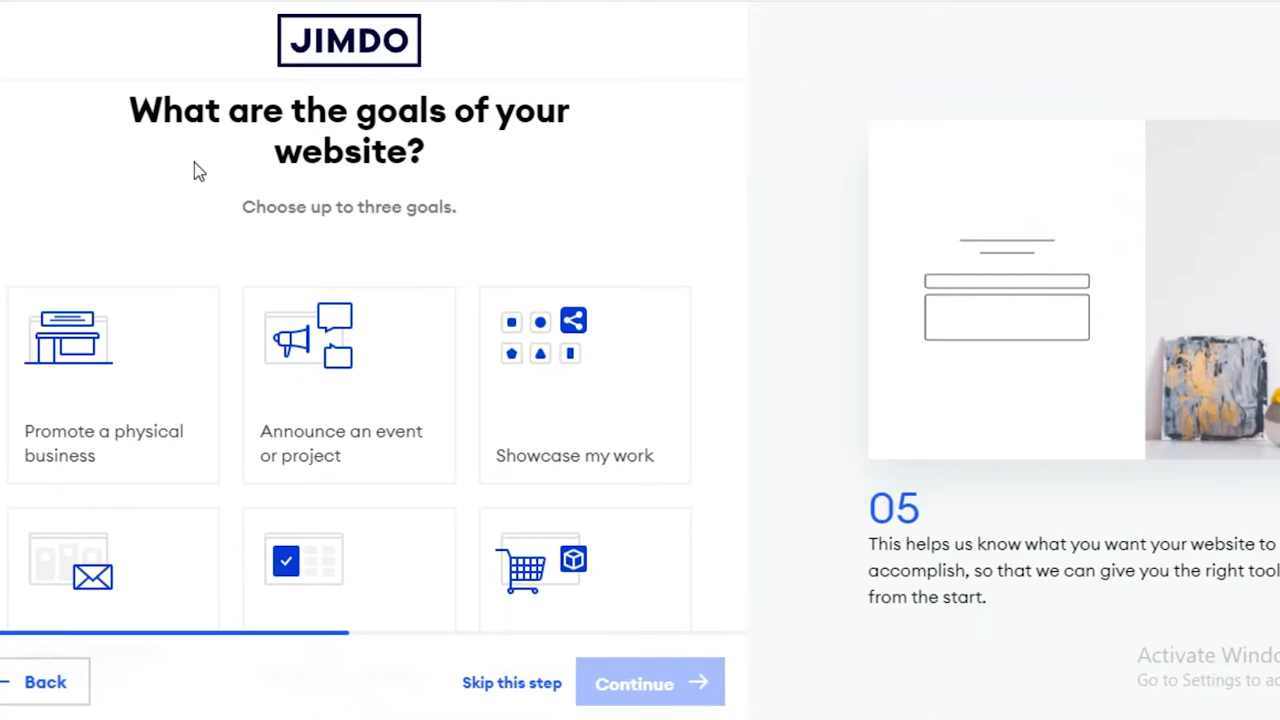 JIMDO
What are the goals of your
website?
Choose up to three goals.
Promote a physical
business
Announce an event
or project
Showcase my work
05
This helps us know what you want your website to
accomplish, so that we can give you the right tool
from the start.
Back
Skip this step
Continue
Activate Windo
Go to Settings to ac